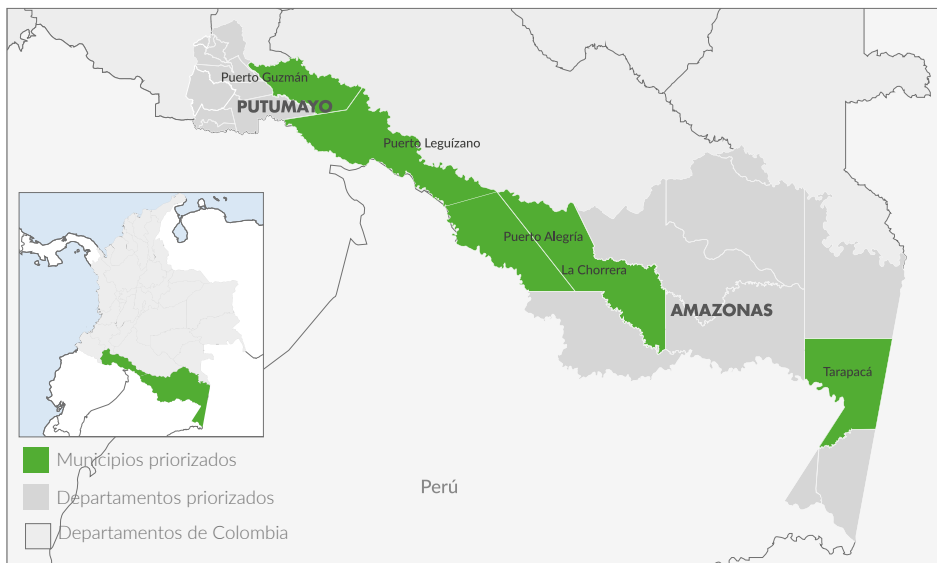 Puerto Guzmán
PUTUMAYO
Puerto Leguízano
Puerto Alegría
La Chorrera
AMAZONAS
Tarapacá
Municipios priorizados
Departamentos priorizados
Departamentos de Colombia
Perú